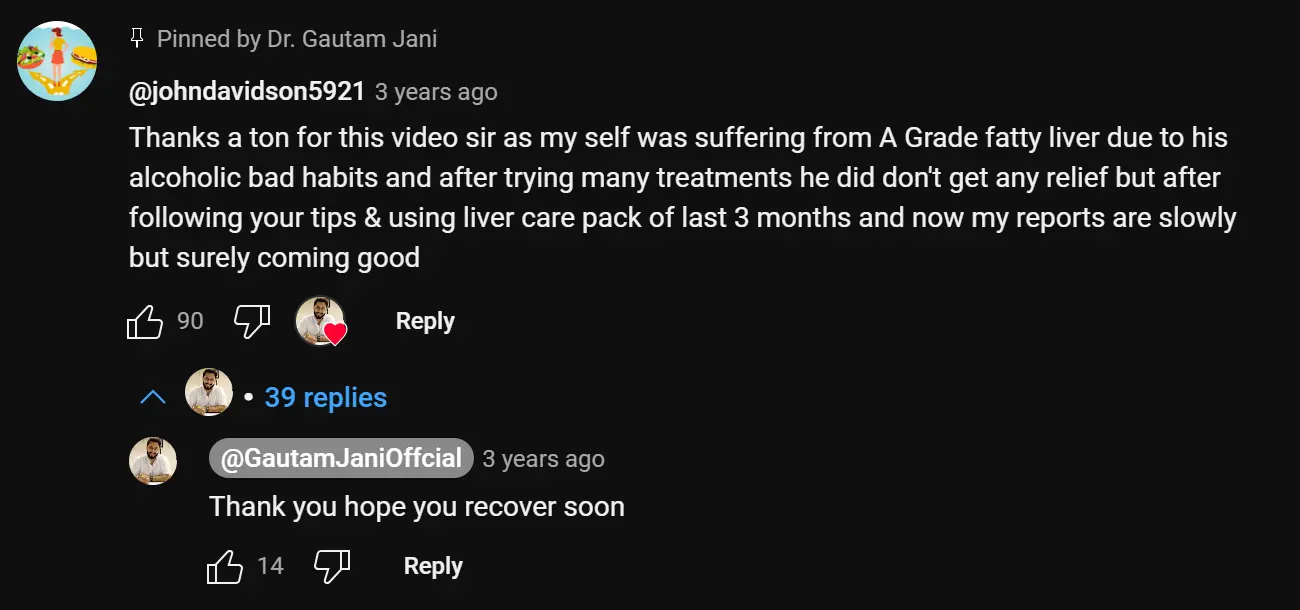 Pinned by Dr. Gautam Jani
@johndavidson5921 3 years ago
Thanks a ton for this video sir as my self was suffering from A Grade fatty liver due to his
alcoholic bad habits and after trying many treatments he did don't get any relief but after
following your tips & using liver care pack of last 3 months and now my reports are slowly
but surely coming good
90 Reply
• 39 replies
@GautamJaniOffcial 3 years ago
Thank you hope you recover soon
14 Reply